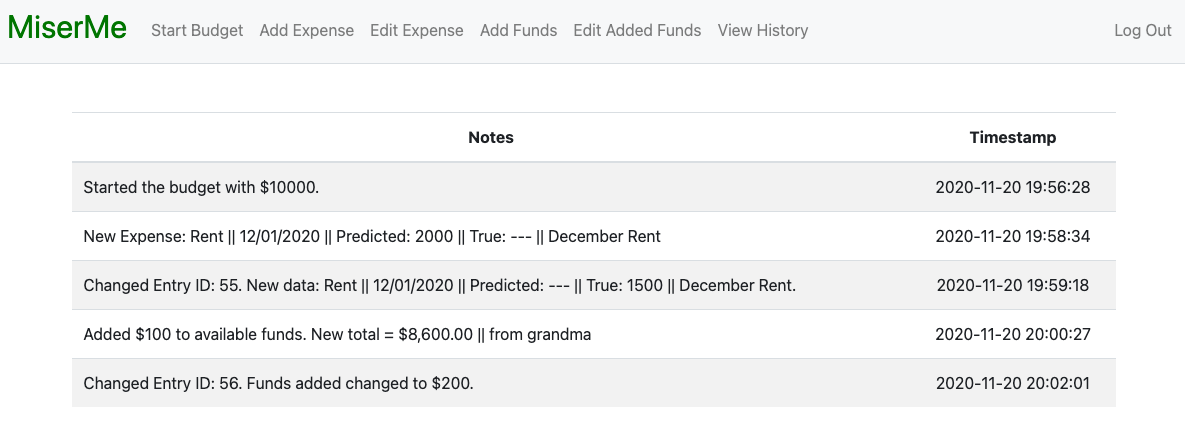 MiserMe Start Budget Add Expense Edit Expense Add Funds Edit Added Funds View History Log Out
Notes Timestamp
Started the budget with $10000. 2020-11-20 19:56:28
New Expense: Rent || 12/01/2020 || Predicted: 2000 || True: --- || December Rent 2020-11-20 19:58:34
Changed Entry ID: 55. New data: Rent || 12/01/2020 || Predicted: --- || True: 1500 || December Rent. 2020-11-20 19:59:18
Added $100 to available funds. New total = $8,600.00 || from grandma 2020-11-20 20:00:27
Changed Entry ID: 56. Funds added changed to $200. 2020-11-20 20:02:01